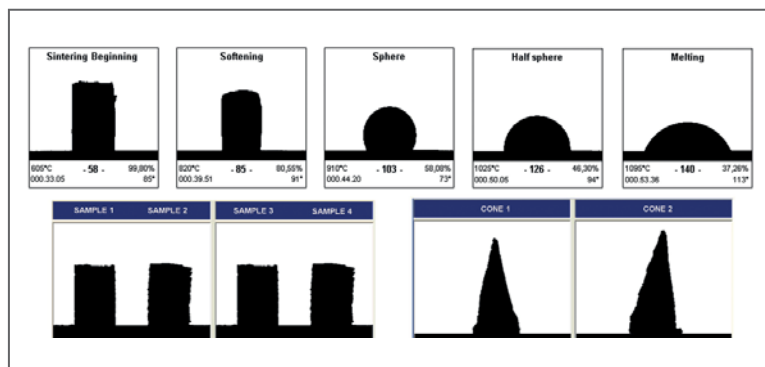 Sintering Beginning
605°C - 58 - 99,80%
000.33.05 85°
Softening
820°C - 85 - 80,55%
000.39.51 91°
Sphere
910°C - 103 - 58,08%
000.44.20 73°
Half sphere
1025°C - 126 - 46,30%
000.50.05 94°
Melting
1095°C - 140 - 37,26%
000.53.36 113°
SAMPLE 1 SAMPLE 2
SAMPLE 3 SAMPLE 4
CONE 1
CONE 2